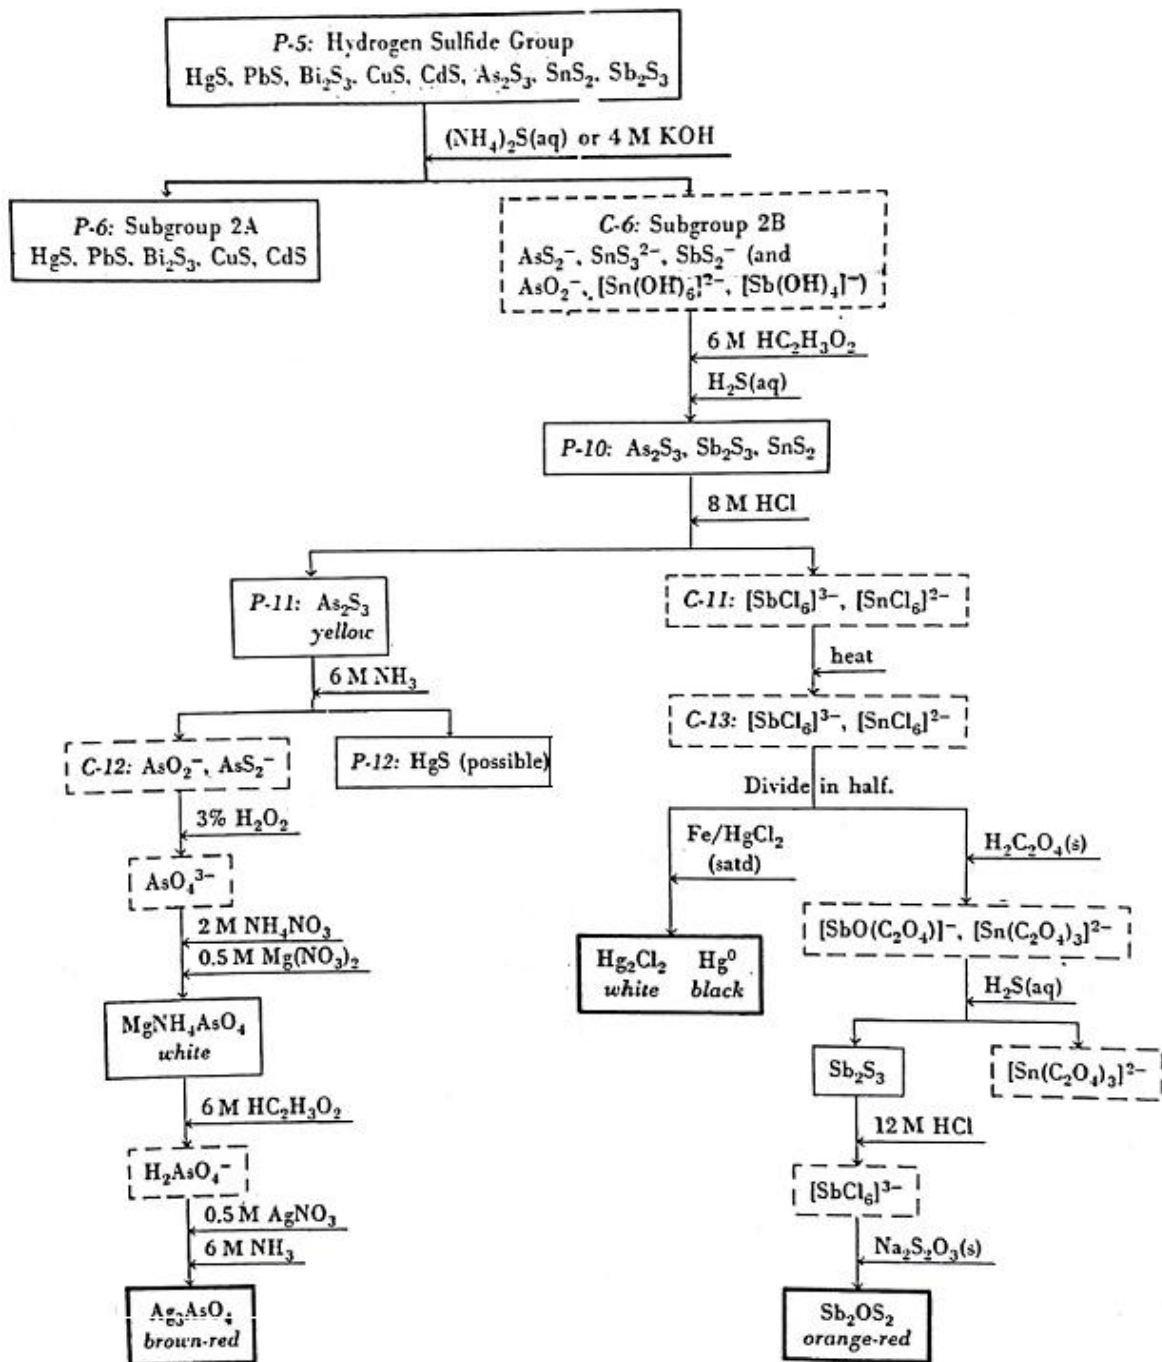 P-5: Hydrogen Sulfide Group
HgS, PbS, Bi₂S₃, CuS, CdS, As₂S₃, SnS₂, Sb₂S₃
(NH₄)₂S(aq) or 4 M KOH
P-6: Subgroup 2A
HgS, PbS, Bi₂S₃, CuS, CdS
C-6: Subgroup 2B
AsS₂⁻, SnS₃²⁻, SbS₂⁻ (and
AsO₂⁻, [Sn(OH)₆]²⁻, [Sb(OH)₄]⁻)
6 M HC₂H₃O₂
H₂S(aq)
P-10: As₂S₃, Sb₂S₃, SnS₂
8 M HCl
P-11: As₂S₃
yellow
C-11: [SbCl₆]³⁻, [SnCl₆]²⁻
6 M NH₃
heat
C-12: AsO₂⁻, AsS₂⁻
P-12: HgS (possible)
C-13: [SbCl₆]³⁻, [SnCl₆]²⁻
Divide in half.
3% H₂O₂
Fe/HgCl₂
(satd)
H₂C₂O₄(s)
AsO₄³⁻
2 M NH₄NO₃
0.5 M Mg(NO₃)₂
[SbO(C₂O₄)]⁻, [Sn(C₂O₄)₃]²⁻
Hg₂Cl₂ Hg⁰
white black
H₂S(aq)
MgNH₄AsO₄
white
Sb₂S₃
[Sn(C₂O₄)₃]²⁻
6 M HC₂H₃O₂
12 M HCl
H₂AsO₄⁻
[SbCl₆]³⁻
0.5 M AgNO₃
6 M NH₃
Na₂S₂O₃(s)
Ag₃AsO₄
brown-red
Sb₂OS₂
orange-red